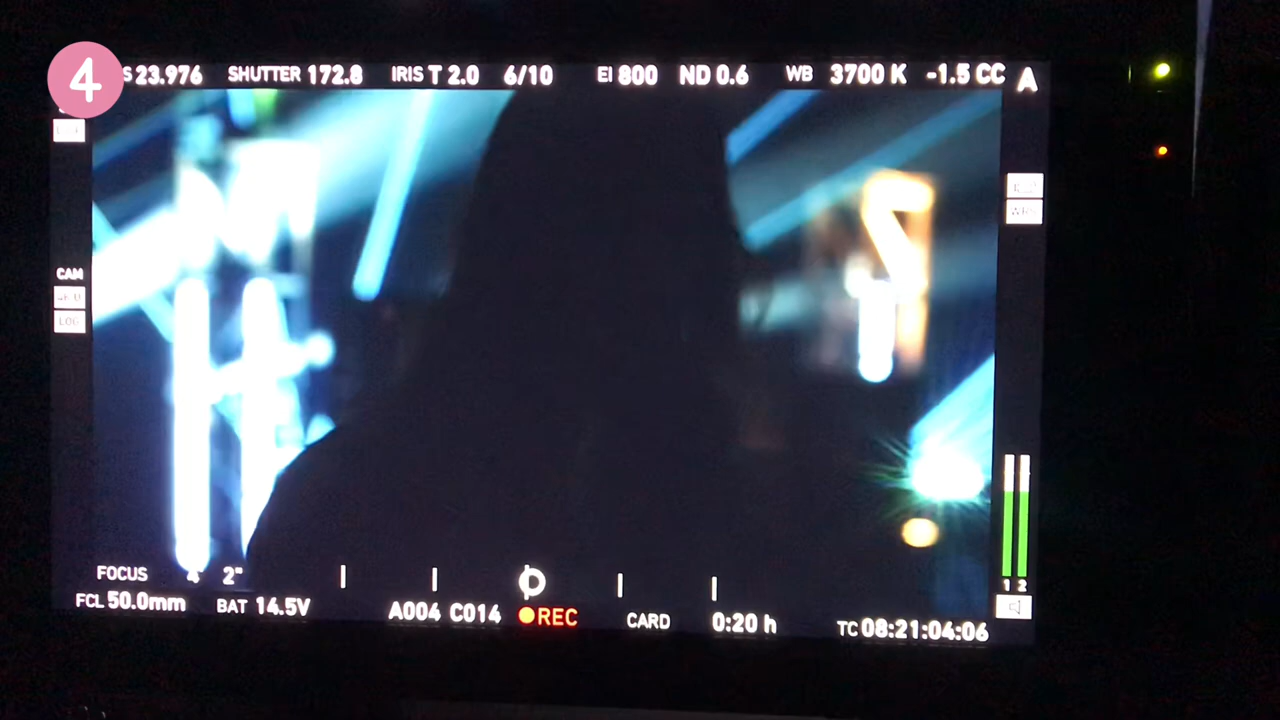 4
S 23.976 SHUTTER 172.8 IRIS T 2.0 6/10 EI 800 ND 0.6 WB 3700 K -1.5 CC A
CAM
LOG
FOCUS 4' 2"
1 2
FCL 50.0mm BAT 14.5V A004 C014 REC CARD 0:20 h TC 08:21:04:06